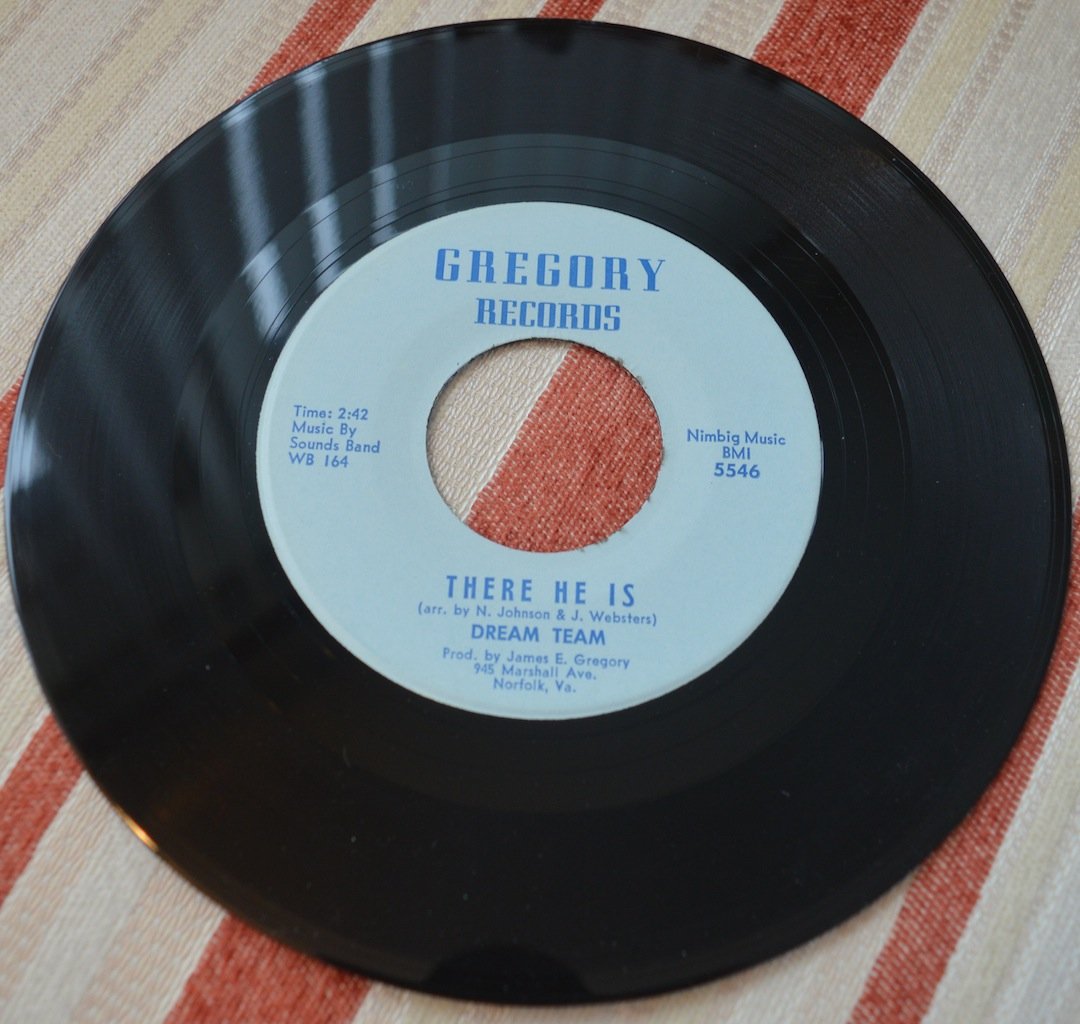 GREGORY
RECORDS
Time: 2:42
Music By
Sounds Band
WB 164
Nimbig Music
BMI
5546
THERE HE IS
(arr. by N. Johnson & J. Websters)
DREAM TEAM
Prod. by James E. Gregory
945 Marshall Ave.
Norfolk, Va.